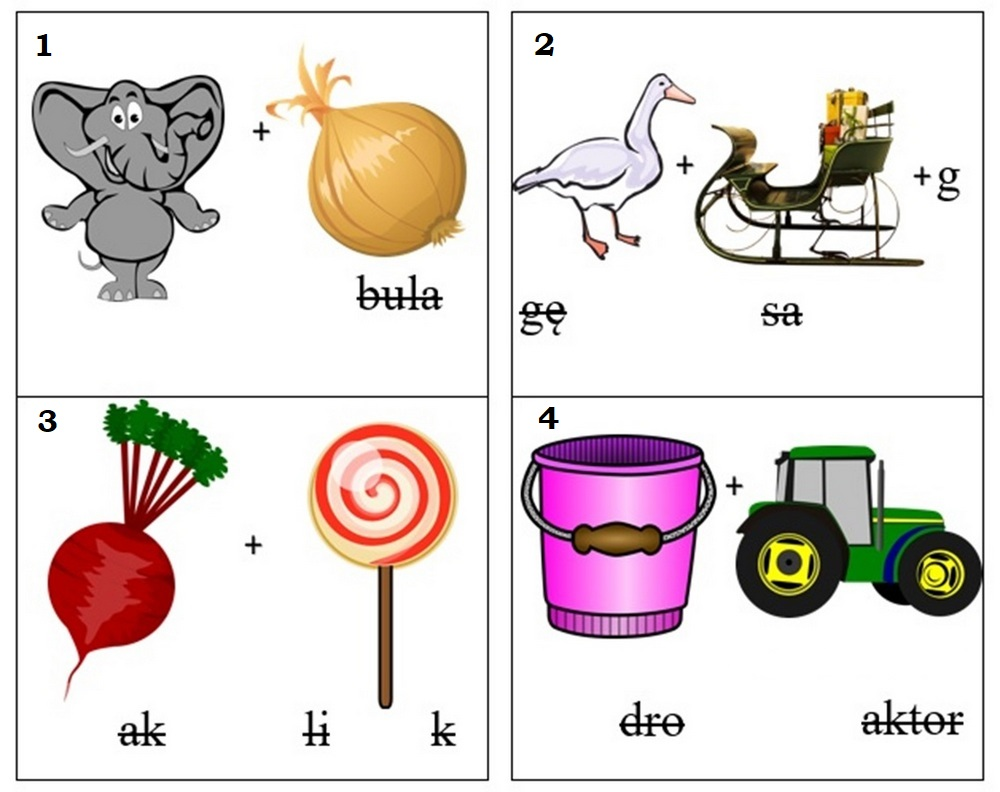 1
+
bula
2
+
+ g
gę
sa
3
+
ak
li
k
4
+
dro
aktor